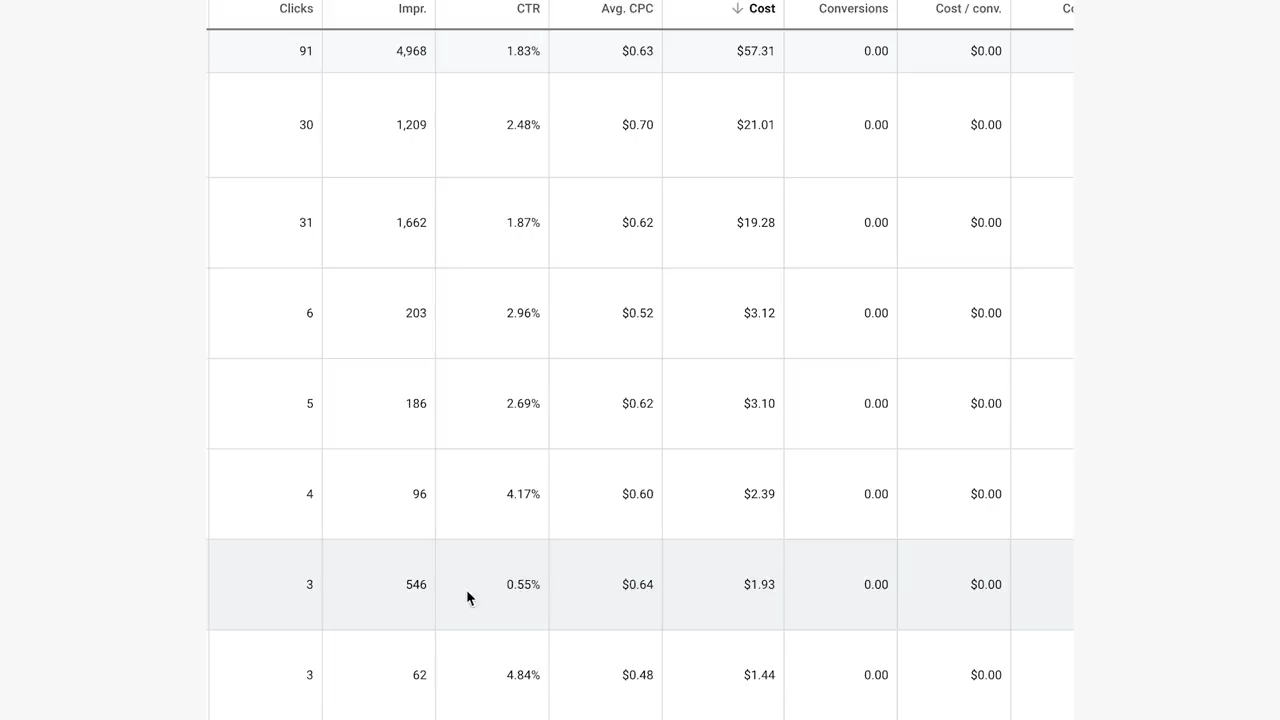 Clicks Impr. CTR Avg. CPC ↓ Cost Conversions Cost / conv.
91 4,968 1.83% $0.63 $57.31 0.00 $0.00
30 1,209 2.48% $0.70 $21.01 0.00 $0.00
31 1,662 1.87% $0.62 $19.28 0.00 $0.00
6 203 2.96% $0.52 $3.12 0.00 $0.00
5 186 2.69% $0.62 $3.10 0.00 $0.00
4 96 4.17% $0.60 $2.39 0.00 $0.00
3 546 0.55% $0.64 $1.93 0.00 $0.00
3 62 4.84% $0.48 $1.44 0.00 $0.00